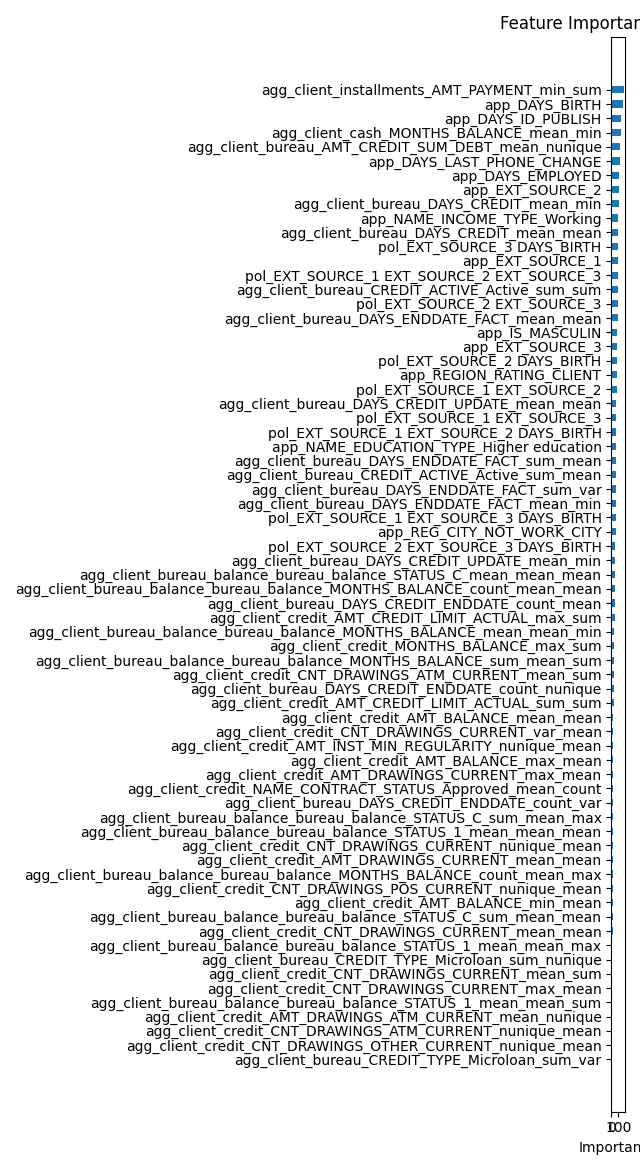 Feature Importan
agg_client_installments_AMT_PAYMENT_min_sum
app_DAYS_BIRTH
app_DAYS_ID_PUBLISH
agg_client_cash_MONTHS_BALANCE_mean_min
agg_client_bureau_AMT_CREDIT_SUM_DEBT_mean_nunique
app_DAYS_LAST_PHONE_CHANGE
app_DAYS_EMPLOYED
app_EXT_SOURCE_2
agg_client_bureau_DAYS_CREDIT_mean_min
app_NAME_INCOME_TYPE_Working
agg_client_bureau_DAYS_CREDIT_mean_mean
pol_EXT_SOURCE_3 DAYS_BIRTH
app_EXT_SOURCE_1
pol_EXT_SOURCE_1 EXT_SOURCE_2 EXT_SOURCE_3
agg_client_bureau_CREDIT_ACTIVE_Active_sum_sum
pol_EXT_SOURCE_2 EXT_SOURCE_3
agg_client_bureau_DAYS_ENDDATE_FACT_mean_mean
app_IS_MASCULIN
app_EXT_SOURCE_3
pol_EXT_SOURCE_2 DAYS_BIRTH
app_REGION_RATING_CLIENT
pol_EXT_SOURCE_1 EXT_SOURCE_2
agg_client_bureau_DAYS_CREDIT_UPDATE_mean_mean
pol_EXT_SOURCE_1 EXT_SOURCE_3
pol_EXT_SOURCE_1 EXT_SOURCE_2 DAYS_BIRTH
app_NAME_EDUCATION_TYPE_Higher education
agg_client_bureau_DAYS_ENDDATE_FACT_sum_mean
agg_client_bureau_CREDIT_ACTIVE_Active_sum_mean
agg_client_bureau_DAYS_ENDDATE_FACT_sum_var
agg_client_bureau_DAYS_ENDDATE_FACT_mean_min
pol_EXT_SOURCE_1 EXT_SOURCE_3 DAYS_BIRTH
app_REG_CITY_NOT_WORK_CITY
pol_EXT_SOURCE_2 EXT_SOURCE_3 DAYS_BIRTH
agg_client_bureau_DAYS_CREDIT_UPDATE_mean_min
agg_client_bureau_balance_bureau_balance_STATUS_C_mean_mean_mean
agg_client_bureau_balance_bureau_balance_MONTHS_BALANCE_count_mean_mean
agg_client_bureau_DAYS_CREDIT_ENDDATE_count_mean
agg_client_credit_AMT_CREDIT_LIMIT_ACTUAL_max_sum
agg_client_bureau_balance_bureau_balance_MONTHS_BALANCE_mean_mean_min
agg_client_credit_MONTHS_BALANCE_max_sum
agg_client_bureau_balance_bureau_balance_MONTHS_BALANCE_sum_mean_sum
agg_client_credit_CNT_DRAWINGS_ATM_CURRENT_mean_sum
agg_client_bureau_DAYS_CREDIT_ENDDATE_count_nunique
agg_client_credit_AMT_CREDIT_LIMIT_ACTUAL_sum_sum
agg_client_credit_AMT_BALANCE_mean_mean
agg_client_credit_CNT_DRAWINGS_CURRENT_var_mean
agg_client_credit_AMT_INST_MIN_REGULARITY_nunique_mean
agg_client_credit_AMT_BALANCE_max_mean
agg_client_credit_AMT_DRAWINGS_CURRENT_max_mean
agg_client_credit_NAME_CONTRACT_STATUS_Approved_mean_count
agg_client_bureau_DAYS_CREDIT_ENDDATE_count_var
agg_client_bureau_balance_bureau_balance_STATUS_C_sum_mean_max
agg_client_bureau_balance_bureau_balance_STATUS_1_mean_mean_mean
agg_client_credit_CNT_DRAWINGS_CURRENT_nunique_mean
agg_client_credit_AMT_DRAWINGS_CURRENT_mean_mean
agg_client_bureau_balance_bureau_balance_MONTHS_BALANCE_count_mean_max
agg_client_credit_CNT_DRAWINGS_POS_CURRENT_nunique_mean
agg_client_credit_AMT_BALANCE_min_mean
agg_client_bureau_balance_bureau_balance_STATUS_C_sum_mean_mean
agg_client_credit_CNT_DRAWINGS_CURRENT_mean_mean
agg_client_bureau_balance_bureau_balance_STATUS_1_mean_mean_max
agg_client_bureau_CREDIT_TYPE_Microloan_sum_nunique
agg_client_credit_CNT_DRAWINGS_CURRENT_mean_sum
agg_client_credit_CNT_DRAWINGS_CURRENT_max_mean
agg_client_bureau_balance_bureau_balance_STATUS_1_mean_mean_sum
agg_client_credit_AMT_DRAWINGS_ATM_CURRENT_mean_nunique
agg_client_credit_CNT_DRAWINGS_ATM_CURRENT_nunique_mean
agg_client_credit_CNT_DRAWINGS_OTHER_CURRENT_nunique_mean
agg_client_bureau_CREDIT_TYPE_Microloan_sum_var
0 100
Importan